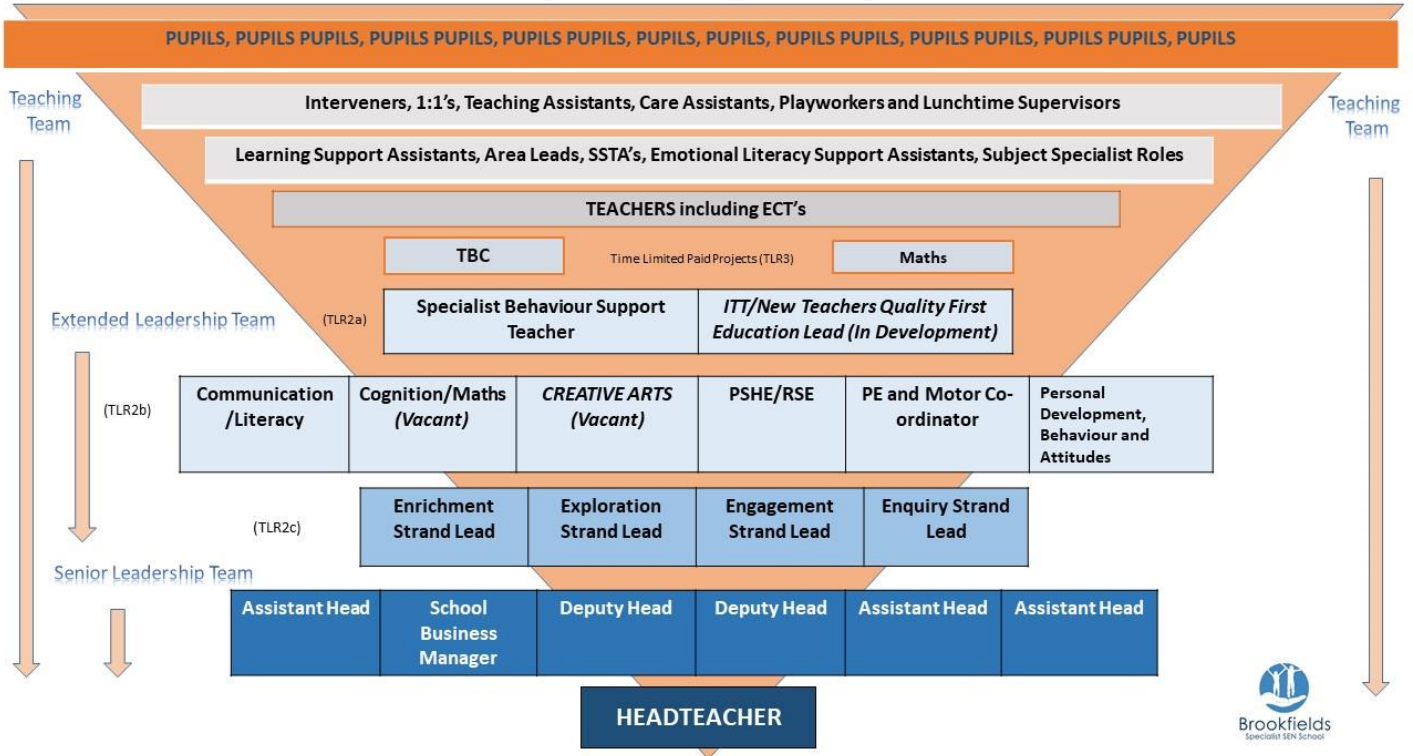 PUPILS, PUPILS PUPILS, PUPILS PUPILS, PUPILS PUPILS, PUPILS, PUPILS, PUPILS PUPILS, PUPILS PUPILS, PUPILS PUPILS, PUPILS
Teaching
Team
Interveners, 1:1's, Teaching Assistants, Care Assistants, Playworkers and Lunchtime Supervisors
Teaching
Team
Learning Support Assistants, Area Leads, SSTA's, Emotional Literacy Support Assistants, Subject Specialist Roles
TEACHERS including ECT's
TBC
Time Limited Paid Projects (TLR3)
Maths
Extended Leadership Team
(TLR2a)
Specialist Behaviour Support
Teacher
ITT/New Teachers Quality First
Education Lead (In Development)
(TLR2b)
Communication
/Literacy
Cognition/Maths
(Vacant)
CREATIVE ARTS
(Vacant)
PSHE/RSE
PE and Motor Co-
ordinator
Personal
Development,
Behaviour and
Attitudes
(TLR2c)
Enrichment
Strand Lead
Exploration
Strand Lead
Engagement
Strand Lead
Enquiry Strand
Lead
Senior Leadership Team
Assistant Head
School
Business
Manager
Deputy Head
Deputy Head
Assistant Head
Assistant Head
HEADTEACHER
Brookfields
Specialist SEN School